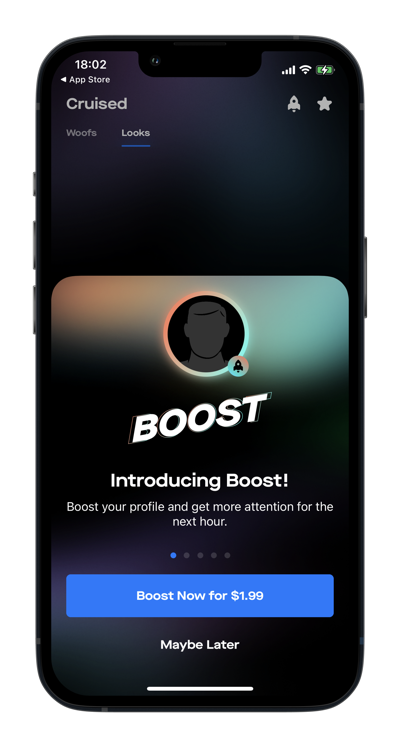 18:02
◀ App Store
Cruised
Woofs
Looks
BOOST
Introducing Boost!
Boost your profile and get more attention for the
next hour.
Boost Now for $1.99
Maybe Later